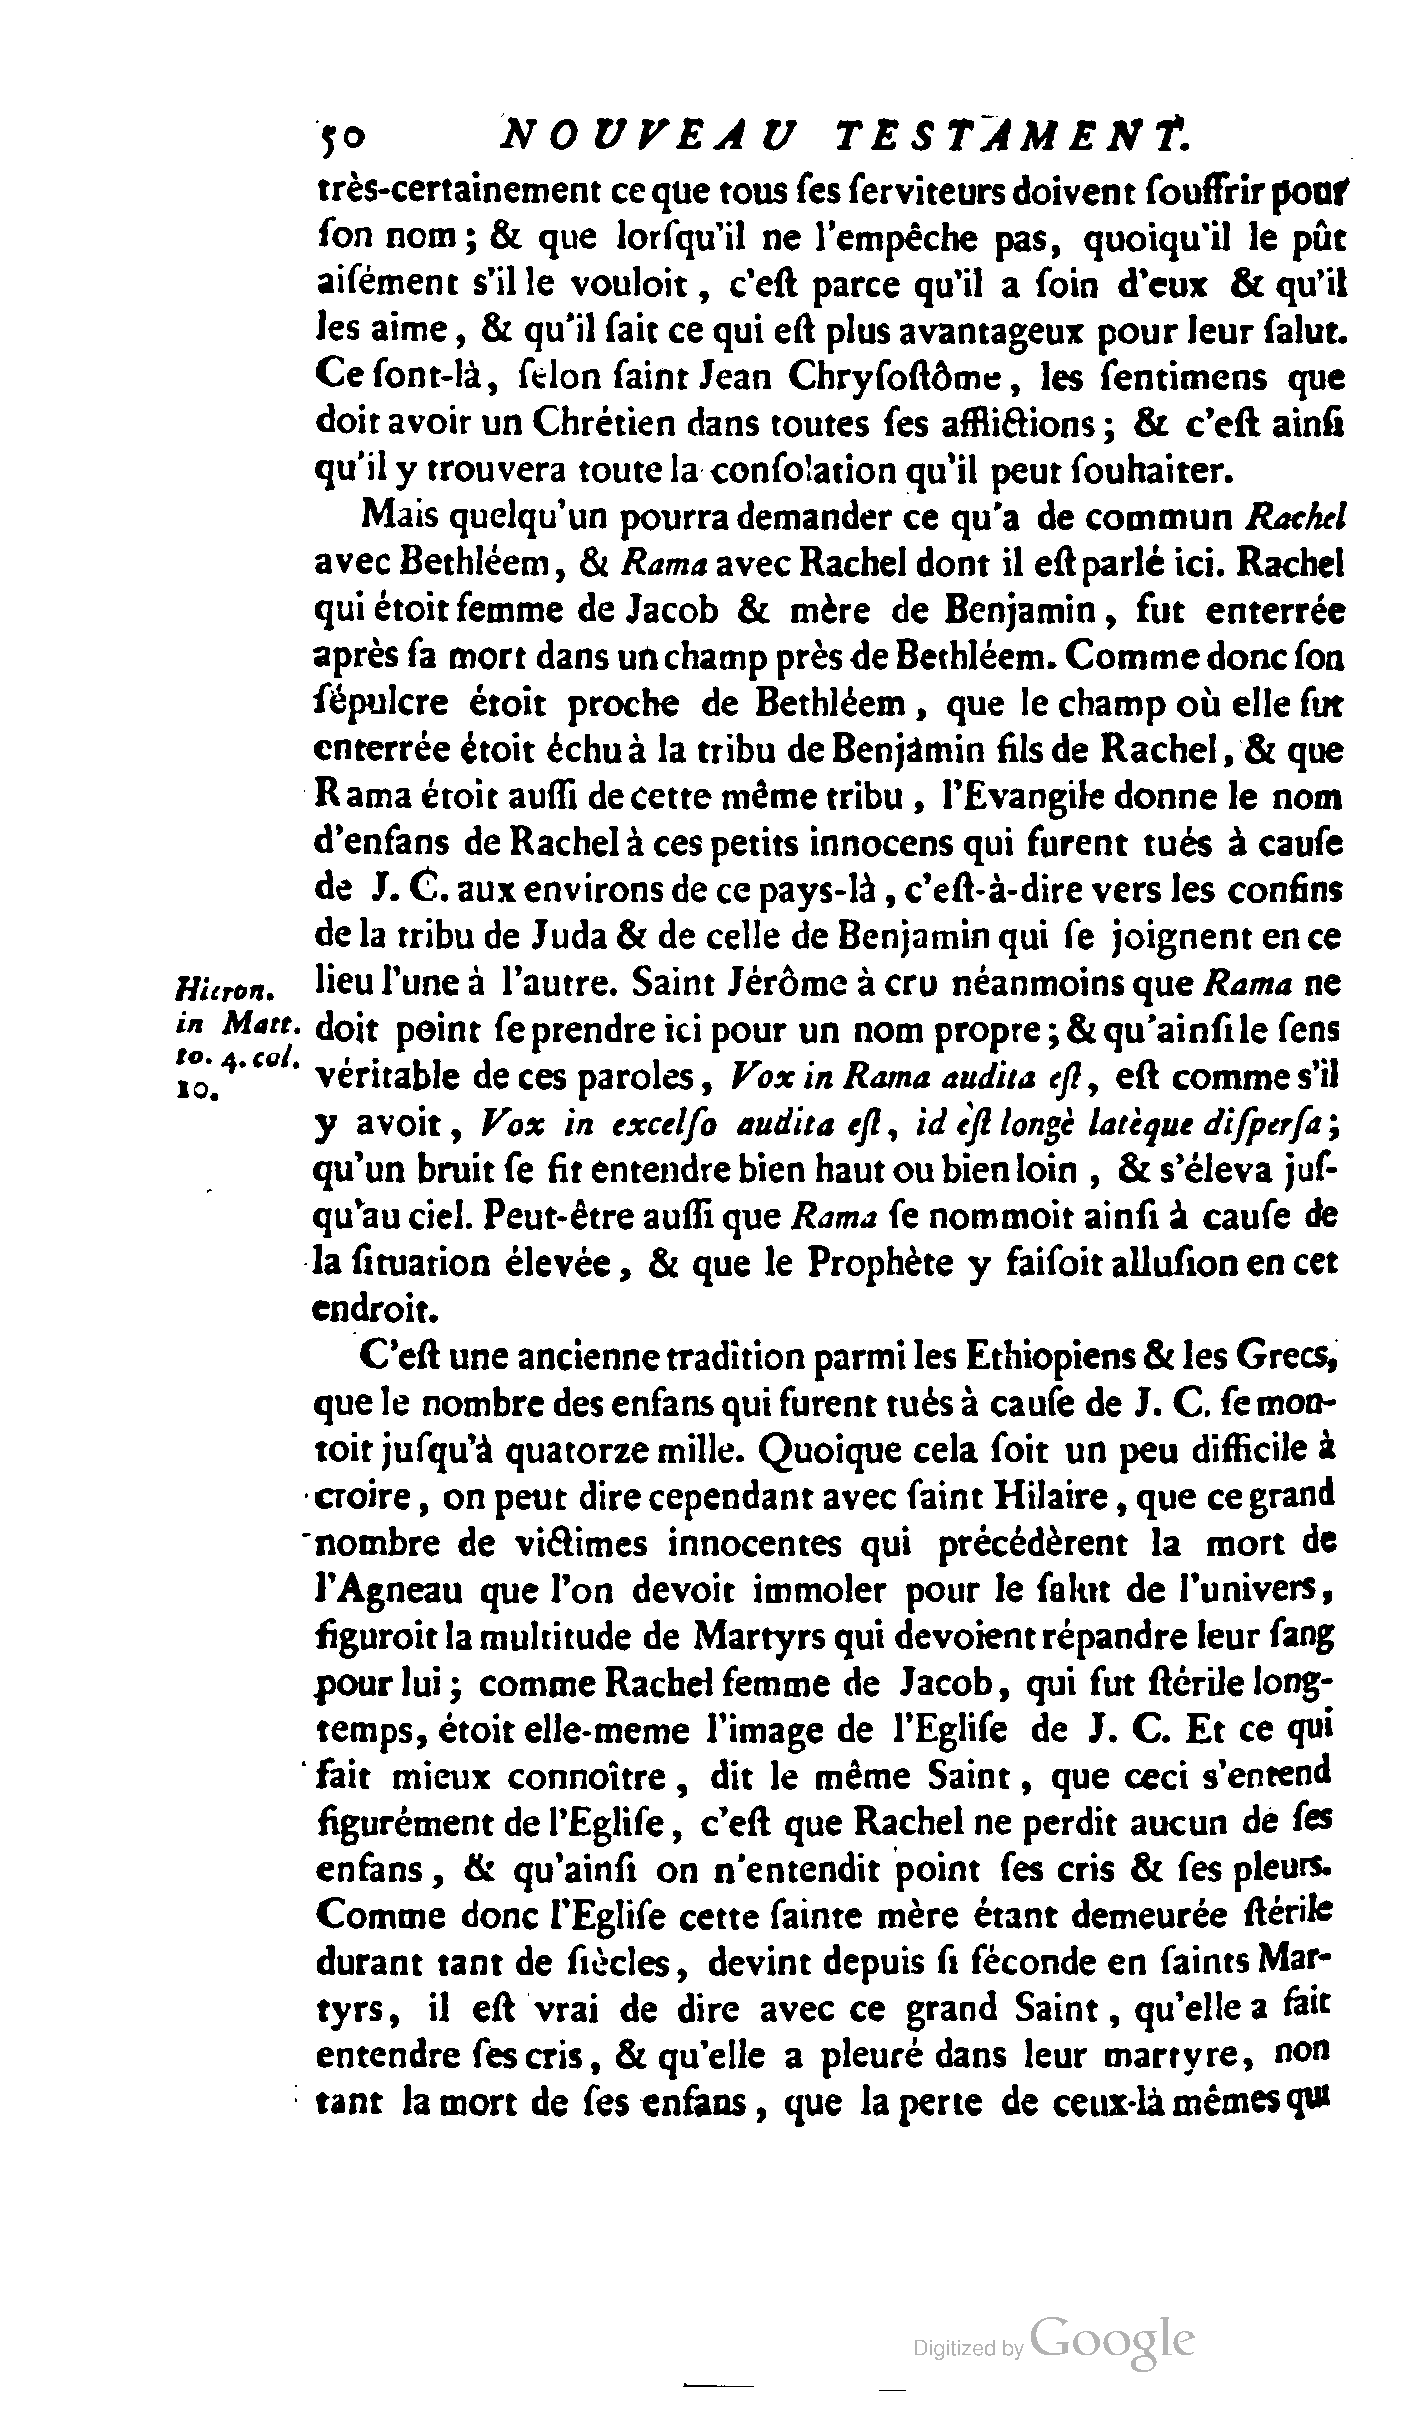 50 NOUVEAU TESTAMENT.
très-certainement ce que tous ſes ſerviteurs doivent ſouffrir pour
ſon nom ; & que lorſqu'il ne l'empêche pas, quoiqu'il le pût
aiſément s'il le vouloit , c'eſt parce qu'il a ſoin d'eux & qu'il
les aime , & qu'il fait ce qui eſt plus avantageux pour leur ſalut.
Ce ſont-là, ſelon ſaint Jean Chryſoſtôme , les ſentimens que
doit avoir un Chrétien dans toutes ſes afflictions ; & c'eſt ainſi
qu'il y trouvera toute la conſolation qu'il peut ſouhaiter.
Mais quelqu'un pourra demander ce qu'a de commun Rachel
avec Bethléem , & Rama avec Rachel dont il eſt parlé ici. Rachel
qui étoit femme de Jacob & mère de Benjamin , fut enterrée
après ſa mort dans un champ près de Bethléem. Comme donc ſon
ſépulcre étoit proche de Bethléem , que le champ où elle fut
enterrée étoit échu à la tribu de Benjamin fils de Rachel , & que
Rama étoit auſſi de cette même tribu , l'Evangile donne le nom
d'enfans de Rachel à ces petits innocens qui furent tués à cauſe
de J. C. aux environs de ce pays-là , c'eſt-à-dire vers les confins
de la tribu de Juda & de celle de Benjamin qui ſe joignent en ce
Hieron. lieu l'une à l'autre. Saint Jérôme à cru néanmoins que Rama ne
in Matt. doit point ſe prendre ici pour un nom propre ; & qu'ainſi le ſens
to. 4. col. véritable de ces paroles , Vox in Rama audita eſt , eſt comme s'il
10.
y avoit , Vox in excelſo audita eſt , id eſt longè latèque diſperſa ;
qu'un bruit ſe fit entendre bien haut ou bien loin , & s'éleva juſ-
qu'au ciel. Peut-être auſſi que Rama ſe nommoit ainſi à cauſe de
la ſituation élevée , & que le Prophète y faiſoit alluſion en cet
endroit.
C'eſt une ancienne tradition parmi les Ethiopiens & les Grecs,
que le nombre des enfans qui furent tués à cauſe de J. C. ſe mon-
toit juſqu'à quatorze mille. Quoique cela ſoit un peu difficile à
croire , on peut dire cependant avec ſaint Hilaire , que ce grand
nombre de victimes innocentes qui précédèrent la mort de
l'Agneau que l'on devoit immoler pour le ſalut de l'univers ,
figuroit la multitude de Martyrs qui devoient répandre leur ſang
pour lui ; comme Rachel femme de Jacob , qui fut ſtérile long-
temps, étoit elle-meme l'image de l'Egliſe de J. C. Et ce qui
fait mieux connoître , dit le même Saint , que ceci s'entend
figurément de l'Egliſe , c'eſt que Rachel ne perdit aucun de ſes
enfans , & qu'ainſi on n'entendit point ſes cris & ſes pleurs.
Comme donc l'Egliſe cette ſainte mère étant demeurée ſtérile
durant tant de ſiècles , devint depuis ſi féconde en ſaints Mar-
tyrs, il eſt vrai de dire avec ce grand Saint , qu'elle a fait
entendre ſes cris , & qu'elle a pleuré dans leur martyre, non
tant la mort de ſes enfans , que la perte de ceux-là mêmes qui
Digitized by Google